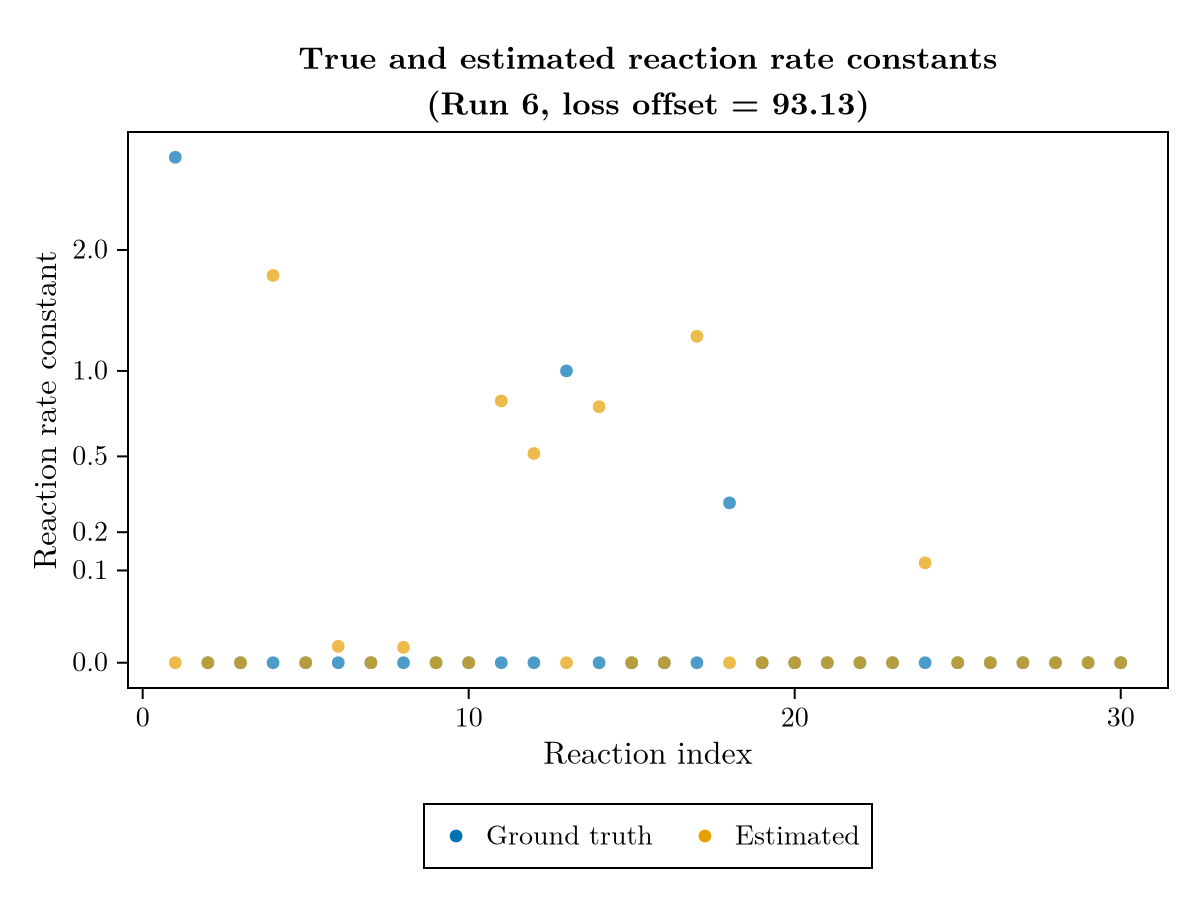 True and estimated reaction rate constants
(Run 6, loss offset = 93.13)
Reaction rate constant
2.0
1.0
0.5
0.2
0.1
0.0
0 10 20 30
Reaction index
Ground truth Estimated